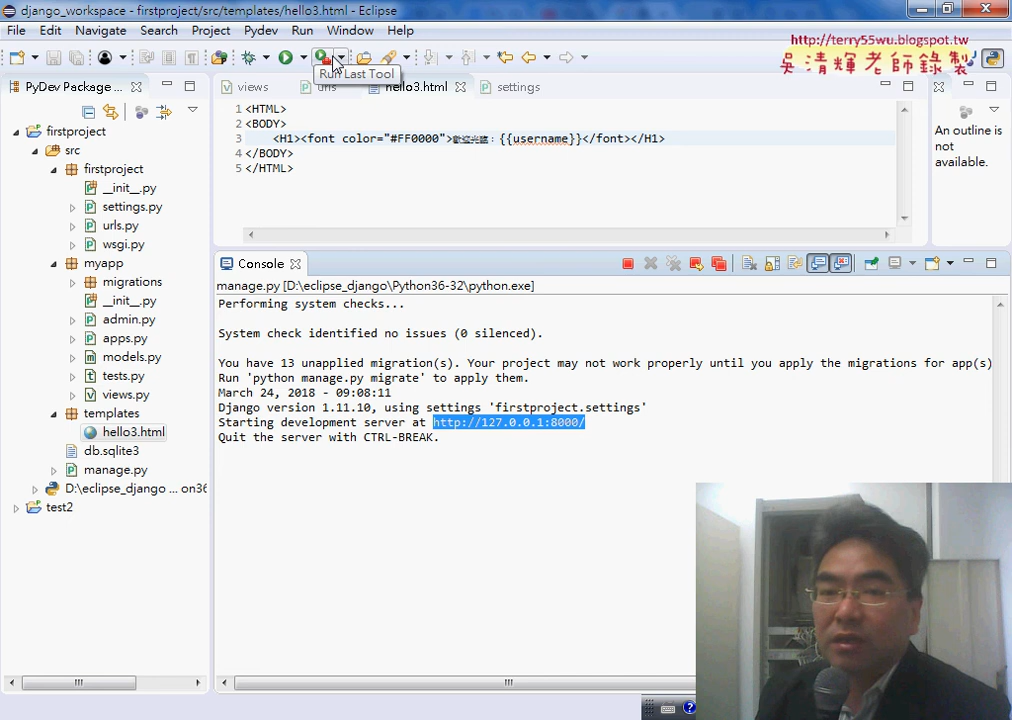 django_workspace - firstproject/src/templates/hello3.html - Eclipse
File Edit Navigate Search Project Pydev Run Window Help
http://terry55wu.blogspot.tw
吳清輝老師錄製
Run Last Tool
PyDev Package ...
views
urls
hello3.html
settings
firstproject
src
firstproject
__init__.py
settings.py
urls.py
wsgi.py
myapp
migrations
__init__.py
admin.py
apps.py
models.py
tests.py
views.py
templates
hello3.html
db.sqlite3
manage.py
D:\eclipse_django ... on36
test2
1 <HTML>
2 <BODY>
3 <H1><font color="#FF0000">歡迎光臨：{{username}}</font></H1>
4 </BODY>
5 </HTML>
An outline is
not
available.
Console
manage.py [D:\eclipse_django\Python36-32\python.exe]
Performing system checks...
System check identified no issues (0 silenced).
You have 13 unapplied migration(s). Your project may not work properly until you apply the migrations for app(s)
Run 'python manage.py migrate' to apply them.
March 24, 2018 - 09:08:11
Django version 1.11.10, using settings 'firstproject.settings'
Starting development server at http://127.0.0.1:8000/
Quit the server with CTRL-BREAK.